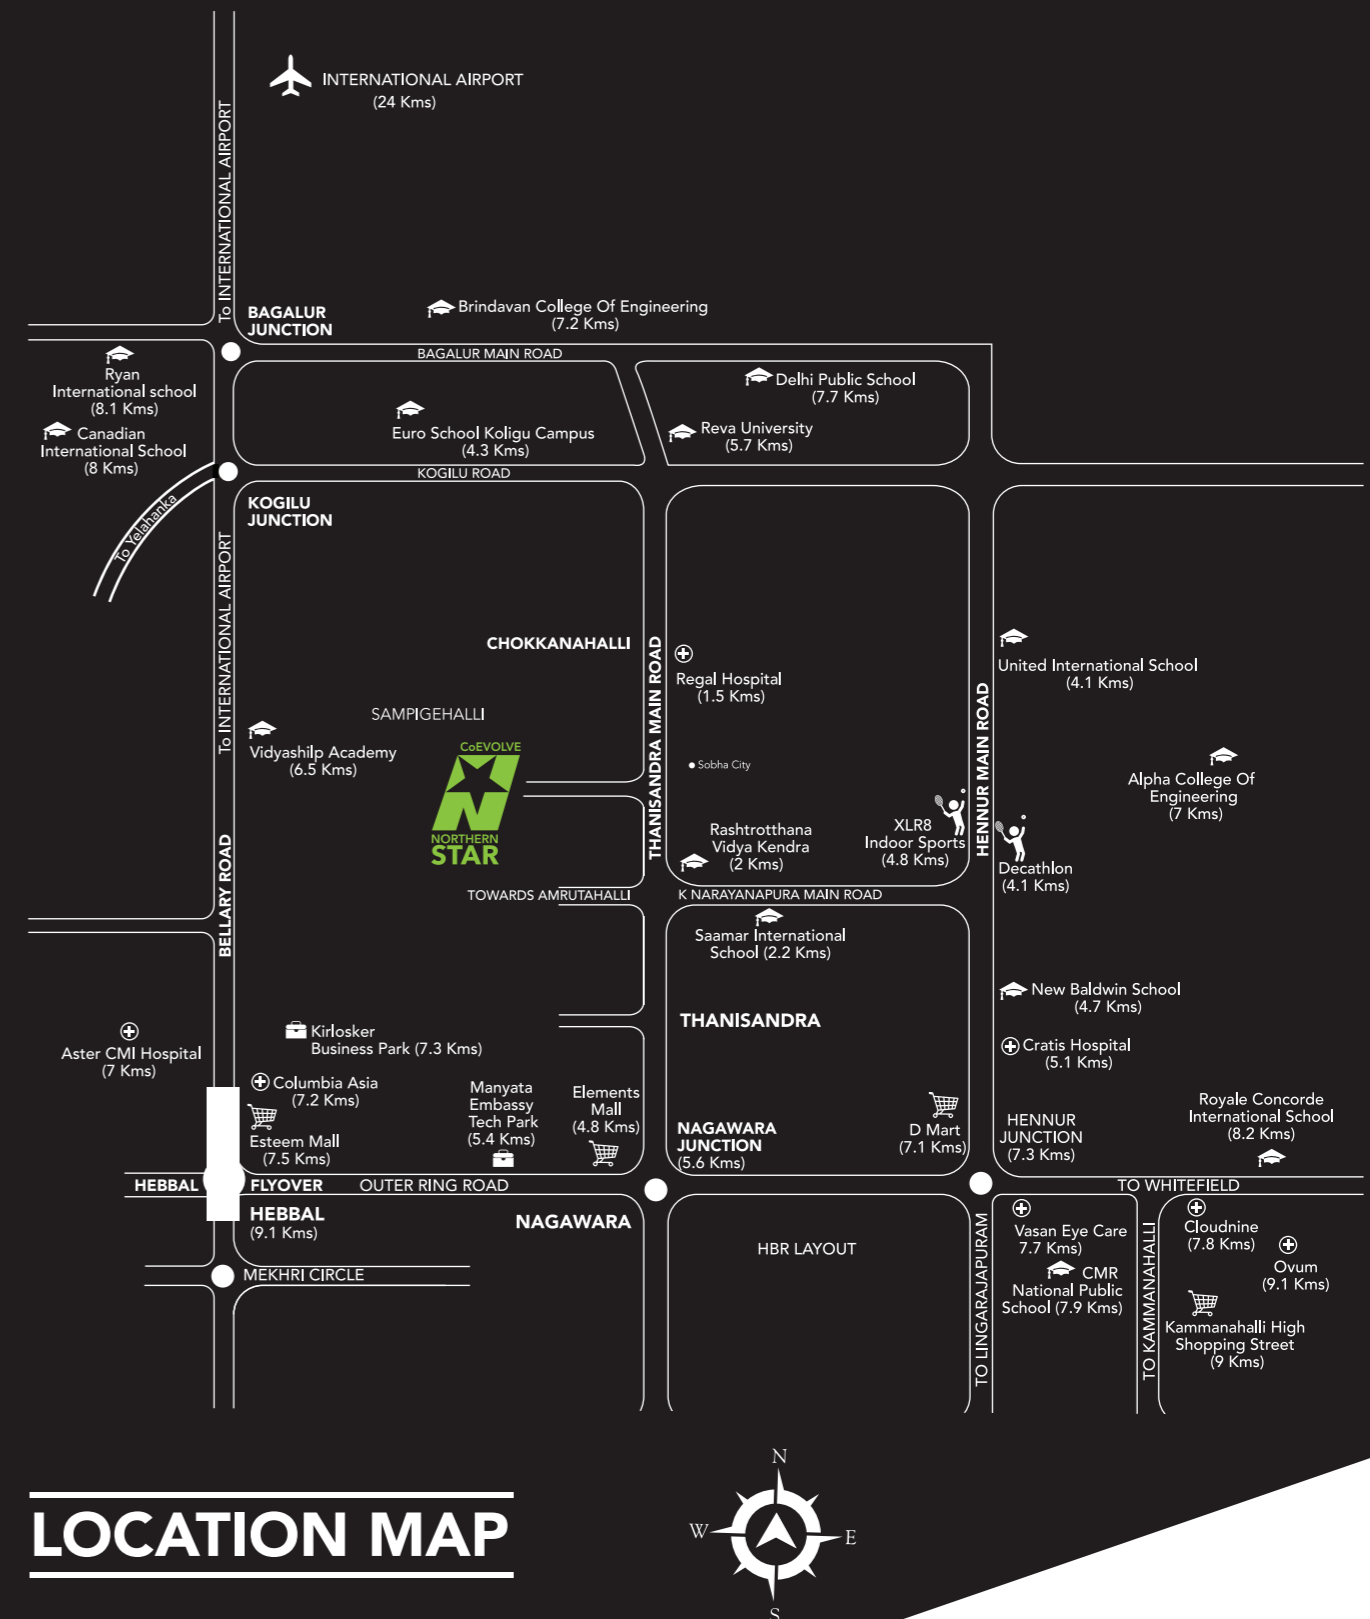 INTERNATIONAL AIRPORT
(24 Kms)
To INTERNATIONAL AIRPORT
BAGALUR
JUNCTION
Brindavan College Of Engineering
(7.2 Kms)
BAGALUR MAIN ROAD
Ryan
International school
(8.1 Kms)
Canadian
International School
(8 Kms)
Euro School Koligu Campus
(4.3 Kms)
Delhi Public School
(7.7 Kms)
Reva University
(5.7 Kms)
KOGILU ROAD
KOGILU
JUNCTION
To Yelahanka
To INTERNATIONAL AIRPORT
CHOKKANAHALLI
THANISANDRA MAIN ROAD
Regal Hospital
(1.5 Kms)
HENNUR MAIN ROAD
United International School
(4.1 Kms)
SAMPIGEHALLI
Vidyashilp Academy
(6.5 Kms)
CoEVOLVE
N
NORTHERN
STAR
Sobha City
Alpha College Of
Engineering
(7 Kms)
Rashtrotthana
Vidya Kendra
(2 Kms)
XLR8
Indoor Sports
(4.8 Kms)
Decathlon
(4.1 Kms)
BELLARY ROAD
TOWARDS AMRUTAHALLI
K NARAYANAPURA MAIN ROAD
Saamar International
School (2.2 Kms)
New Baldwin School
(4.7 Kms)
THANISANDRA
Aster CMI Hospital
(7 Kms)
Kirlosker
Business Park (7.3 Kms)
Cratis Hospital
(5.1 Kms)
Columbia Asia
(7.2 Kms)
Manyata
Embassy
Tech Park
(5.4 Kms)
Elements
Mall
(4.8 Kms)
Esteem Mall
(7.5 Kms)
NAGAWARA
JUNCTION
(5.6 Kms)
D Mart
(7.1 Kms)
HENNUR
JUNCTION
(7.3 Kms)
Royale Concorde
International School
(8.2 Kms)
HEBBAL FLYOVER
OUTER RING ROAD
TO WHITEFIELD
HEBBAL
(9.1 Kms)
NAGAWARA
HBR LAYOUT
TO LINGARAJAPURAM
Vasan Eye Care
7.7 Kms)
CMR
National Public
School (7.9 Kms)
TO KAMMANAHALLI
Cloudnine
(7.8 Kms)
Ovum
(9.1 Kms)
Kammanahalli High
Shopping Street
(9 Kms)
MEKHRI CIRCLE
LOCATION MAP
N
W
E
S